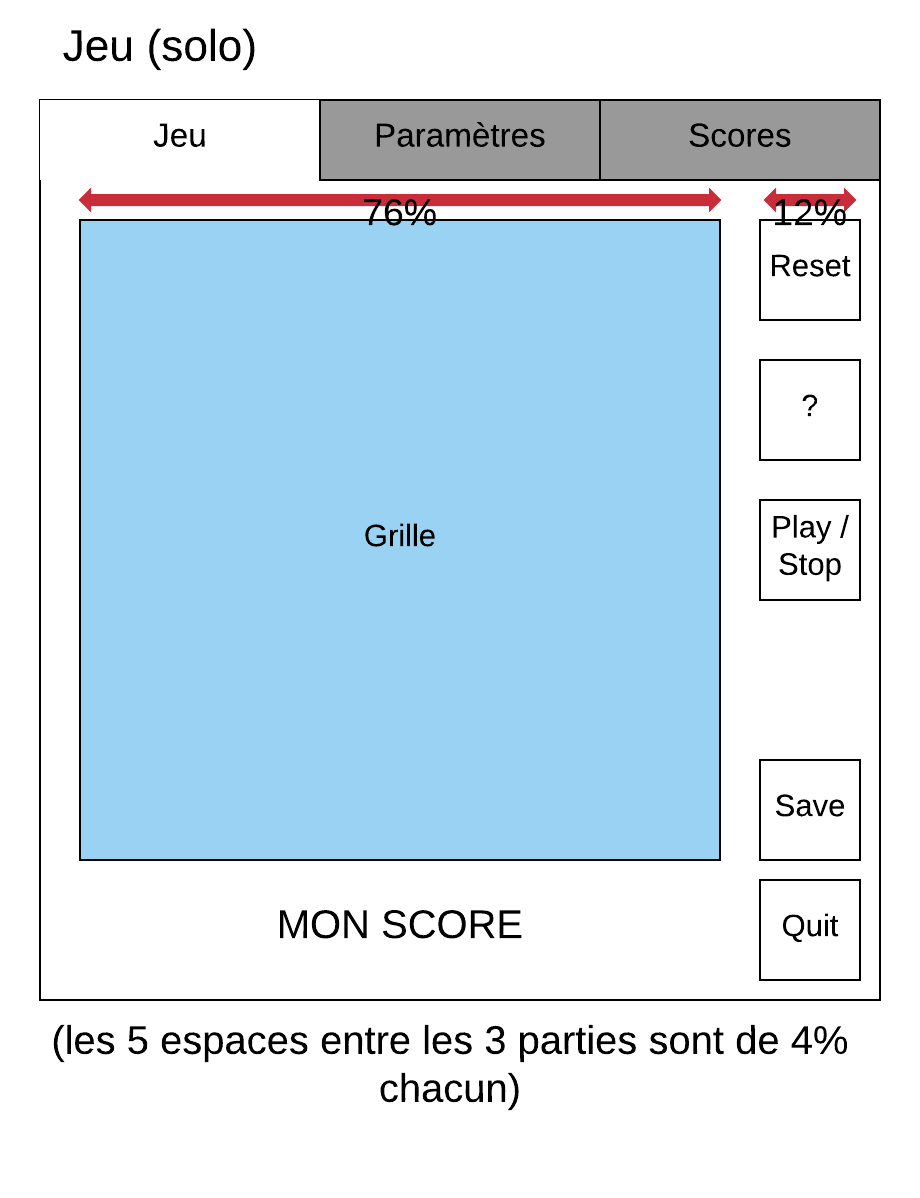 Jeu (solo)
Jeu
Paramètres
Scores
76%
12%
Reset
?
Grille
Play /
Stop
Save
MON SCORE
Quit
(les 5 espaces entre les 3 parties sont de 4%
chacun)